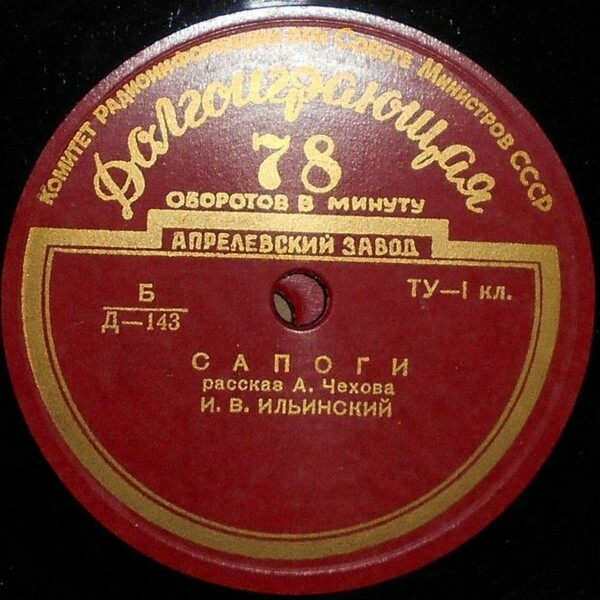 Комитет Радиоинформации при Совете Министров СССР
Долгоиграющая
78
ОБОРОТОВ В МИНУТУ
АПРЕЛЕВСКИЙ ЗАВОД
Б
Д—143
ТУ—I кл.
САПОГИ
рассказ А. Чехова
И. В. ИЛЬИНСКИЙ